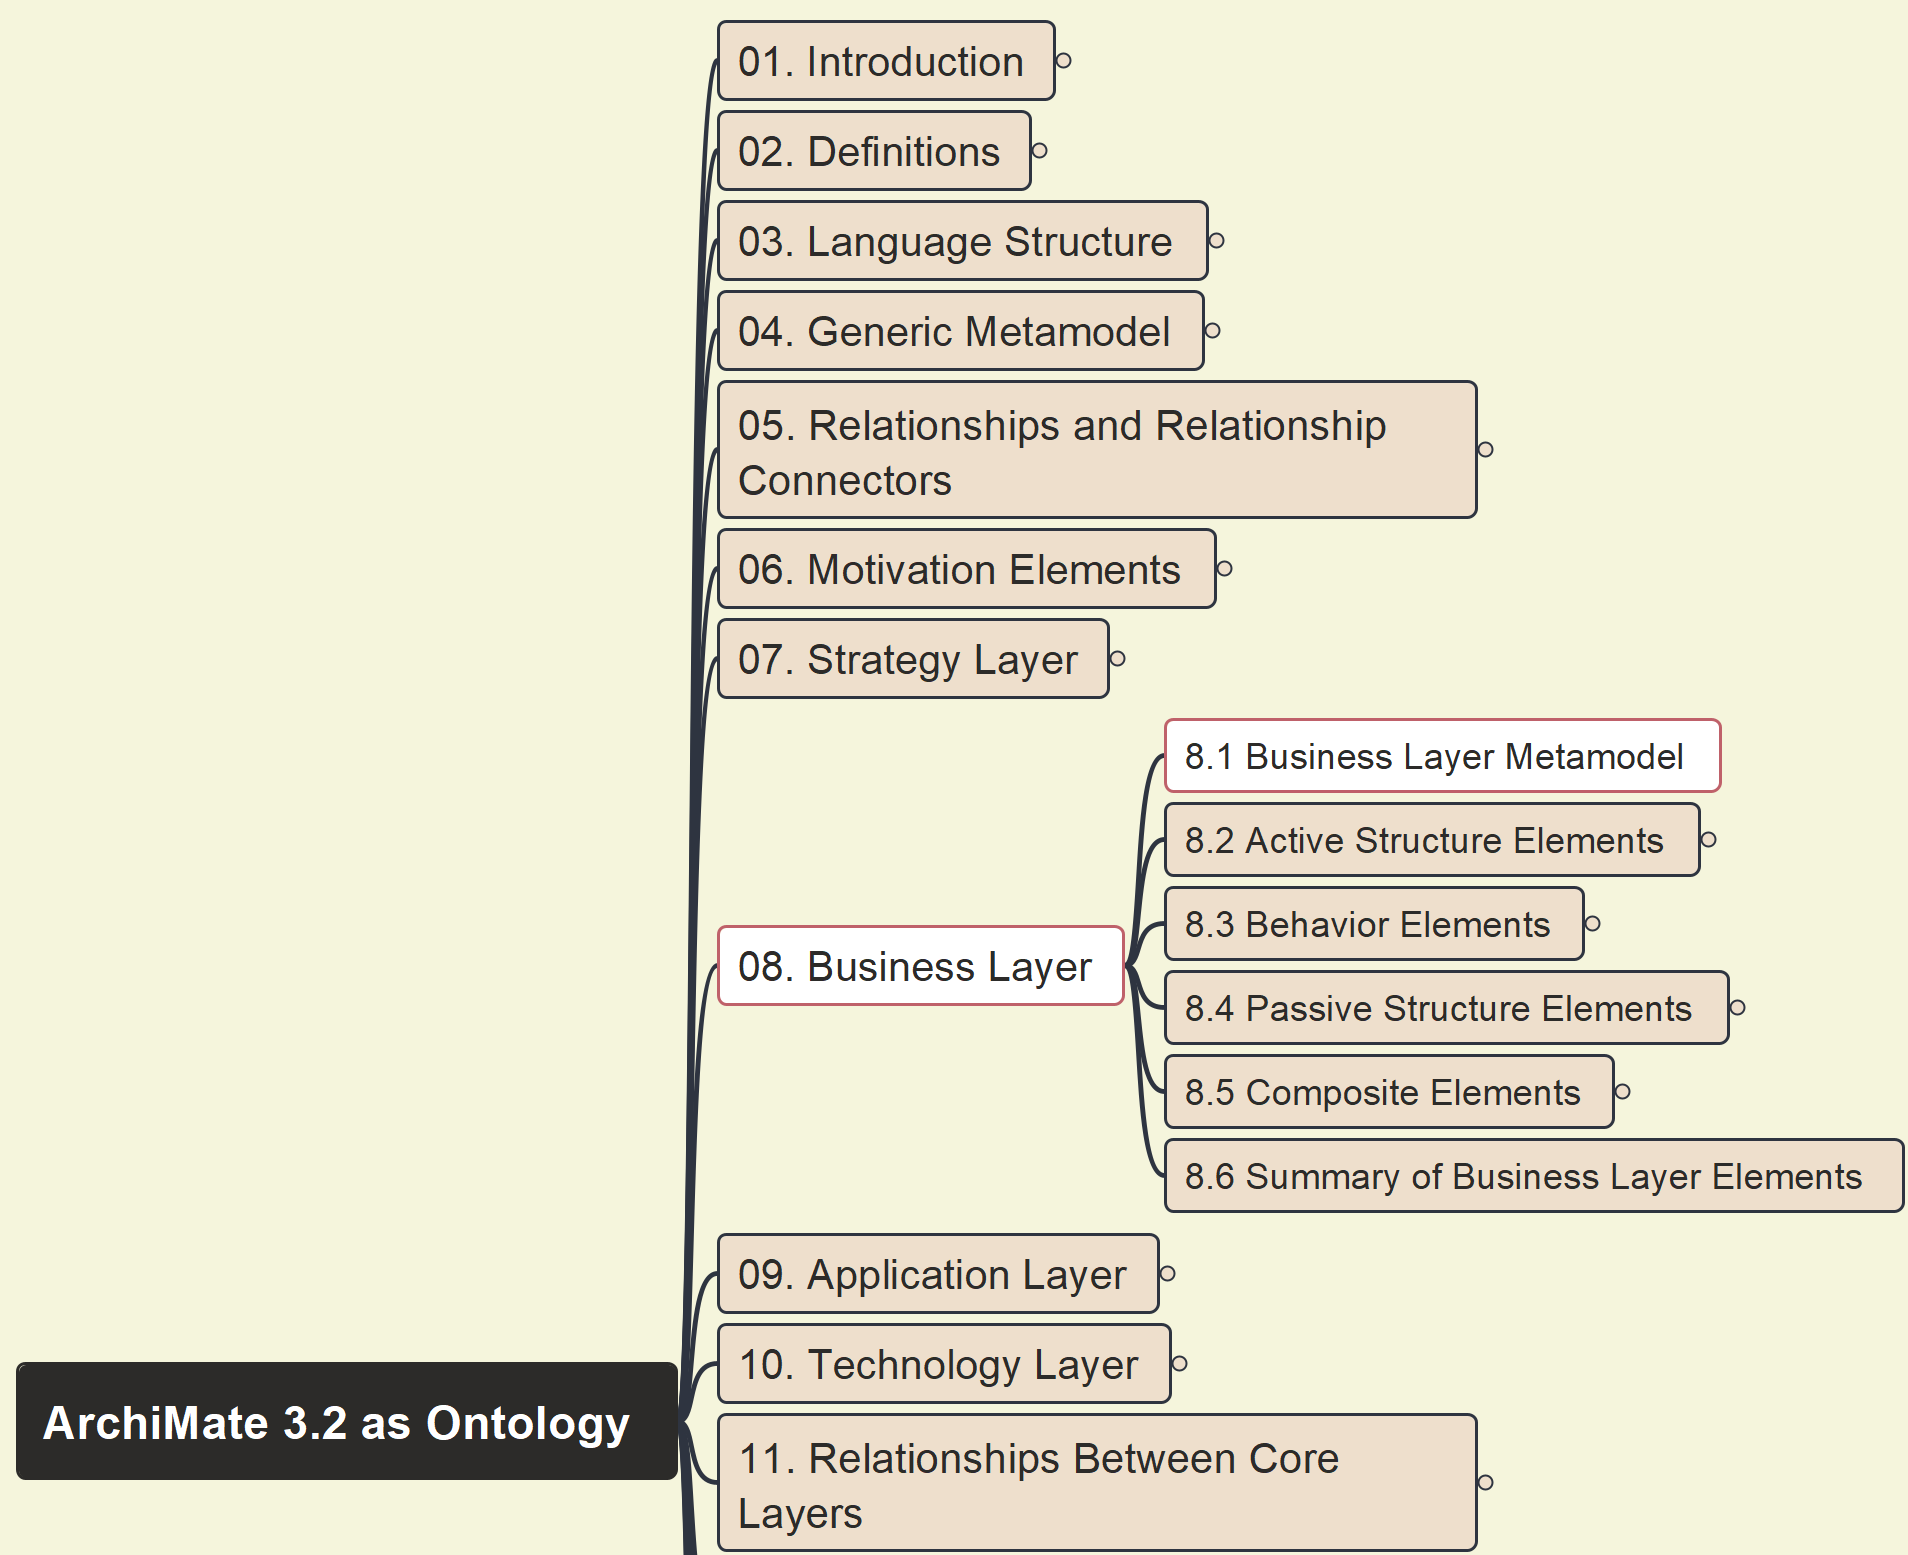 01. Introduction
02. Definitions
03. Language Structure
04. Generic Metamodel
05. Relationships and Relationship
Connectors
06. Motivation Elements
07. Strategy Layer
08. Business Layer
8.1 Business Layer Metamodel
8.2 Active Structure Elements
8.3 Behavior Elements
8.4 Passive Structure Elements
8.5 Composite Elements
8.6 Summary of Business Layer Elements
09. Application Layer
10. Technology Layer
ArchiMate 3.2 as Ontology
11. Relationships Between Core
Layers